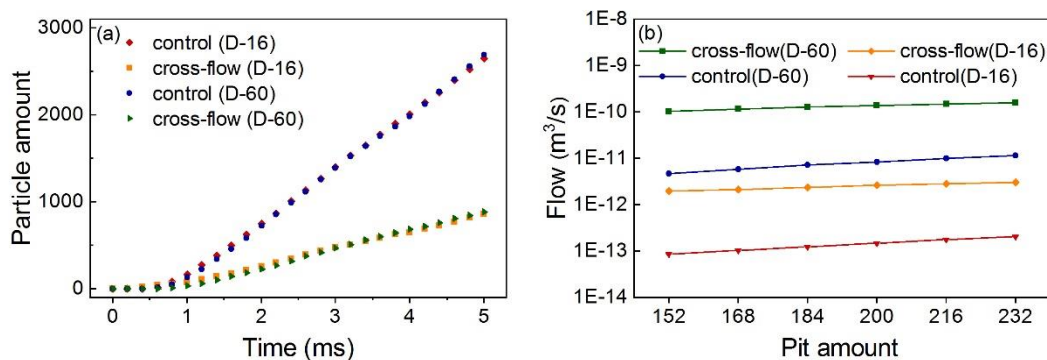 (a)
control (D-16)
cross-flow (D-16)
control (D-60)
cross-flow (D-60)
3000
2000
1000
0
Particle amount
0 1 2 3 4 5
Time (ms)
(b)
cross-flow(D-60) cross-flow(D-16)
control(D-60) control(D-16)
1E-8
1E-9
1E-10
1E-11
1E-12
1E-13
1E-14
Flow (m³/s)
152 168 184 200 216 232
Pit amount